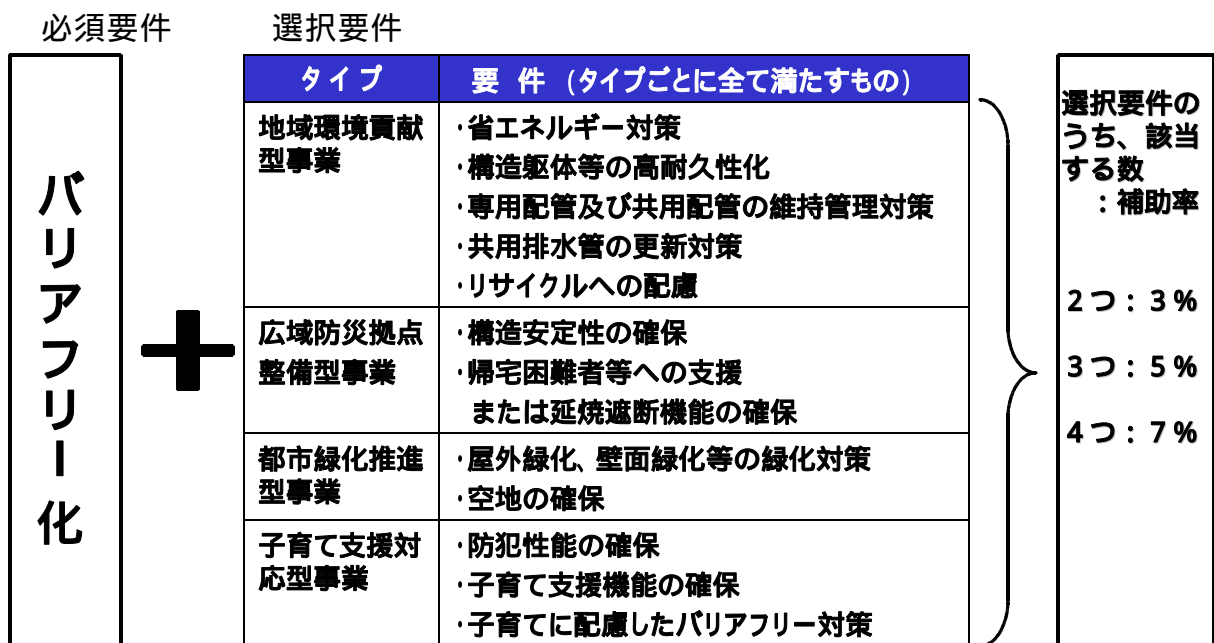 必須要件
選択要件
バリアフリー化
タイプ
要 件 (タイプごとに全て満たすもの)
地域環境貢献
型事業
・省エネルギー対策
・構造躯体等の高耐久性化
・専用配管及び共用配管の維持管理対策
・共用排水管の更新対策
・リサイクルへの配慮
広域防災拠点
整備型事業
・構造安定性の確保
・帰宅困難者等への支援
または延焼遮断機能の確保
都市緑化推進
型事業
・屋外緑化、壁面緑化等の緑化対策
・空地の確保
子育て支援対
応型事業
・防犯性能の確保
・子育て支援機能の確保
・子育てに配慮したバリアフリー対策
選択要件の
うち、該当
する数
:補助率
2つ:3%
3つ:5%
4つ:7%